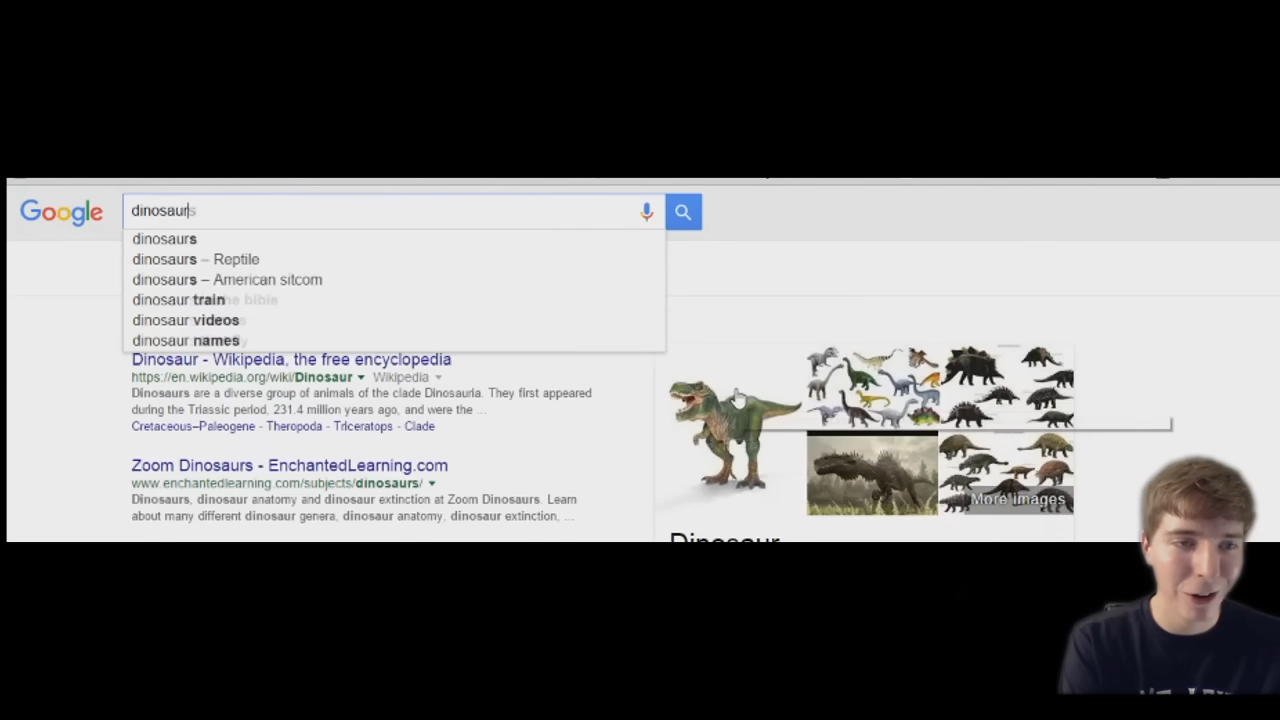 Google
dinosaurs
dinosaurs
dinosaurs – Reptile
dinosaurs – American sitcom
dinosaur train the bible
dinosaur videos
dinosaur names
Dinosaur - Wikipedia, the free encyclopedia
https://en.wikipedia.org/wiki/Dinosaur Wikipedia
Dinosaurs are a diverse group of animals of the clade Dinosauria. They first appeared
during the Triassic period, 231.4 million years ago, and were the ...
Cretaceous–Paleogene - Theropoda - Triceratops - Clade
Zoom Dinosaurs - EnchantedLearning.com
www.enchantedlearning.com/subjects/dinosaurs/
Dinosaurs, dinosaur anatomy and dinosaur extinction at Zoom Dinosaurs. Learn
about many different dinosaur genera, dinosaur anatomy, dinosaur extinction, ...
More images
Dinosaur